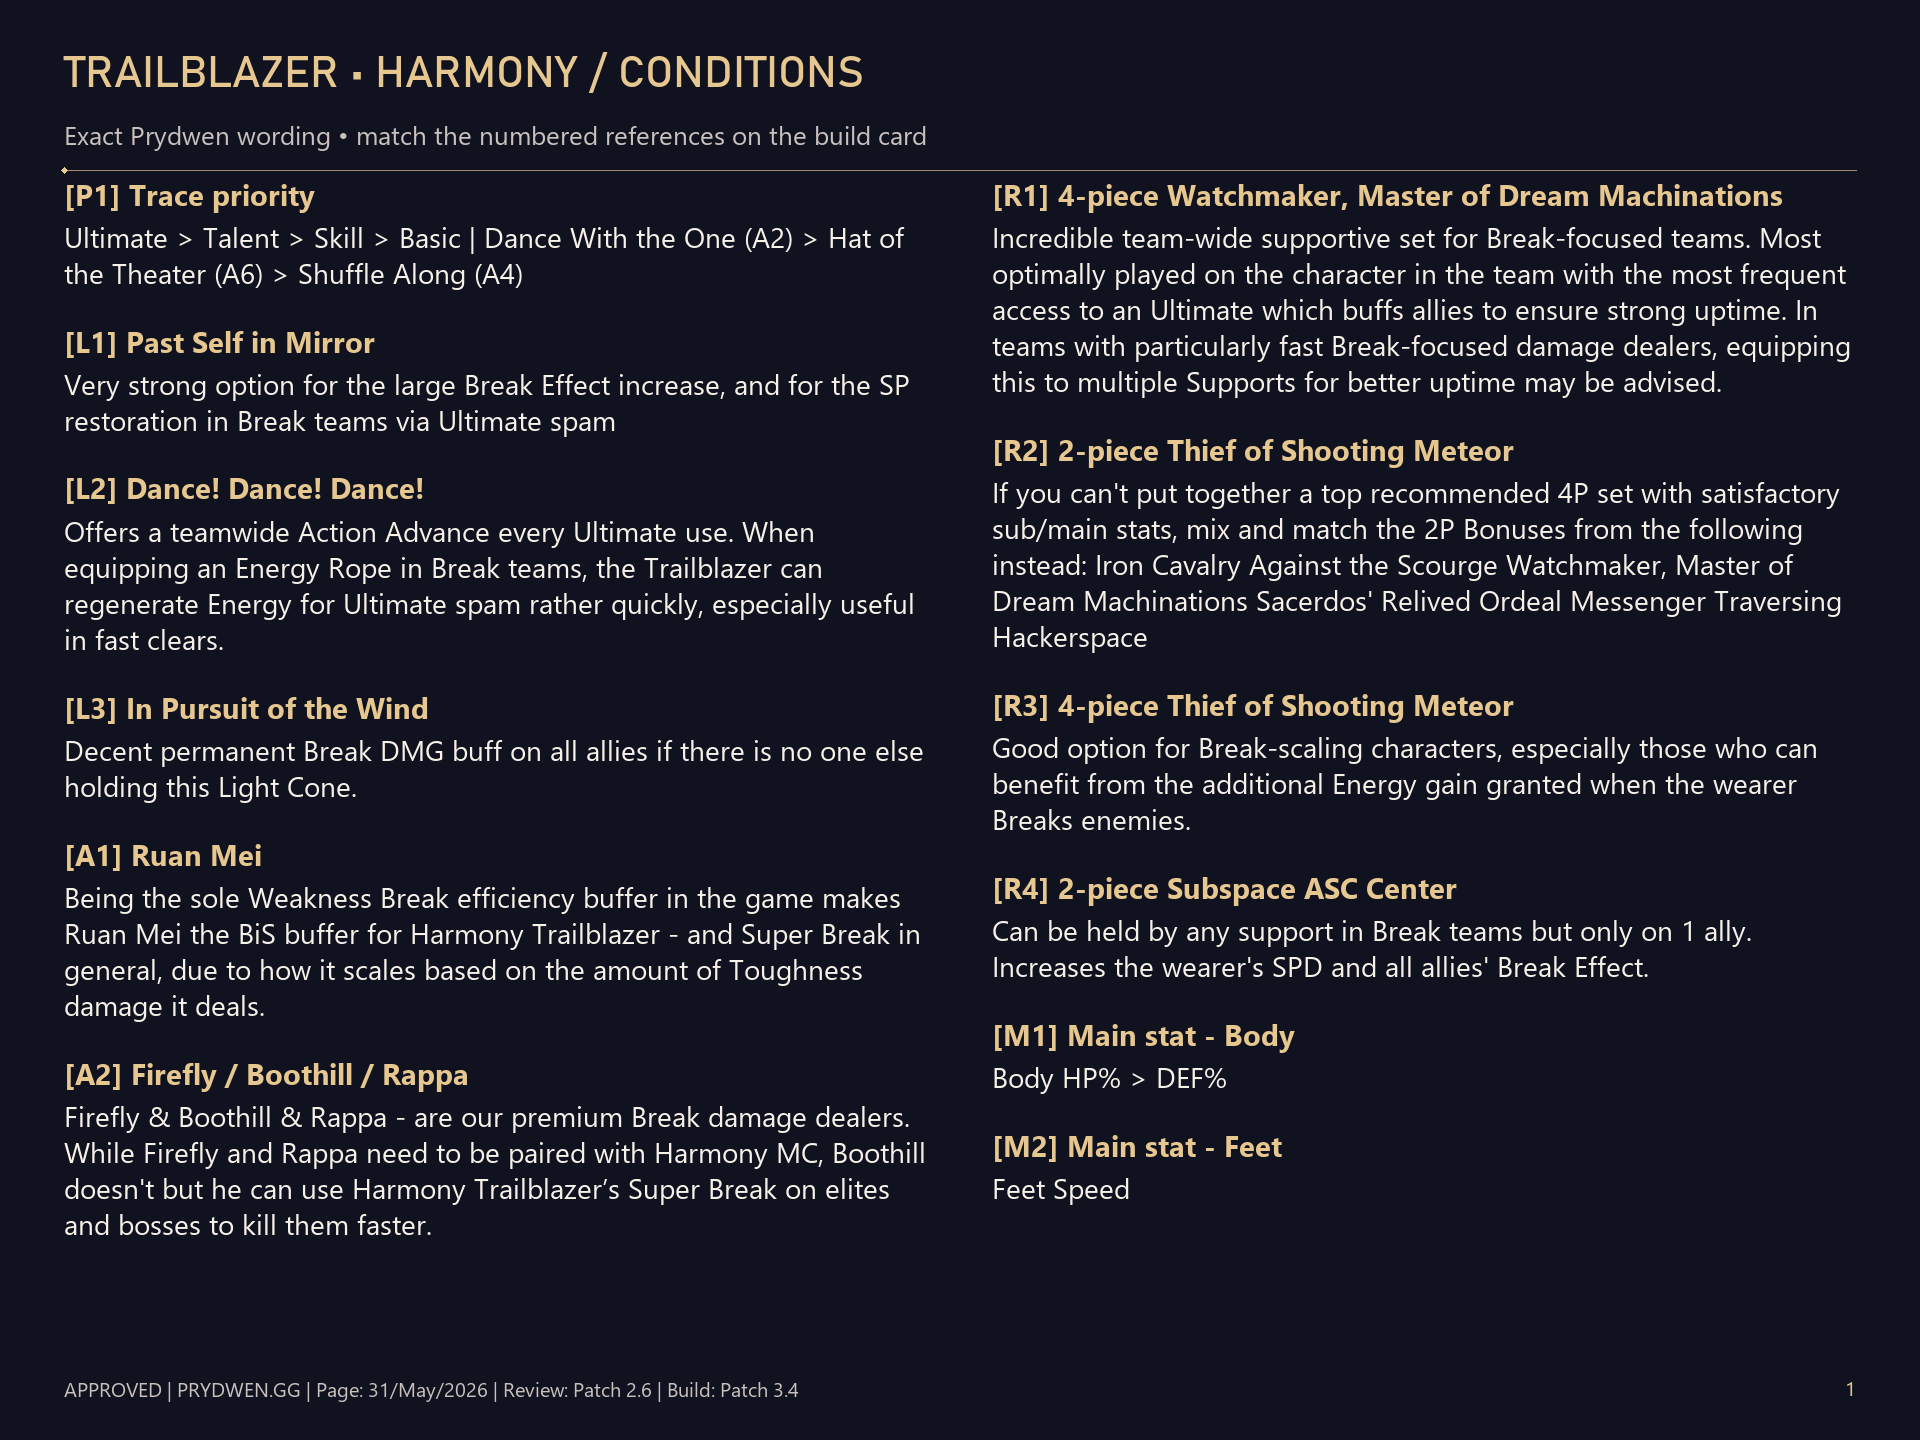 TRAILBLAZER • HARMONY / CONDITIONS
Exact Prydwen wording • match the numbered references on the build card
[P1] Trace priority
Ultimate > Talent > Skill > Basic | Dance With the One (A2) > Hat of
the Theater (A6) > Shuffle Along (A4)
[L1] Past Self in Mirror
Very strong option for the large Break Effect increase, and for the SP
restoration in Break teams via Ultimate spam
[L2] Dance! Dance! Dance!
Offers a teamwide Action Advance every Ultimate use. When
equipping an Energy Rope in Break teams, the Trailblazer can
regenerate Energy for Ultimate spam rather quickly, especially useful
in fast clears.
[L3] In Pursuit of the Wind
Decent permanent Break DMG buff on all allies if there is no one else
holding this Light Cone.
[A1] Ruan Mei
Being the sole Weakness Break efficiency buffer in the game makes
Ruan Mei the BiS buffer for Harmony Trailblazer - and Super Break in
general, due to how it scales based on the amount of Toughness
damage it deals.
[A2] Firefly / Boothill / Rappa
Firefly & Boothill & Rappa - are our premium Break damage dealers.
While Firefly and Rappa need to be paired with Harmony MC, Boothill
doesn't but he can use Harmony Trailblazer’s Super Break on elites
and bosses to kill them faster.
[R1] 4-piece Watchmaker, Master of Dream Machinations
Incredible team-wide supportive set for Break-focused teams. Most
optimally played on the character in the team with the most frequent
access to an Ultimate which buffs allies to ensure strong uptime. In
teams with particularly fast Break-focused damage dealers, equipping
this to multiple Supports for better uptime may be advised.
[R2] 2-piece Thief of Shooting Meteor
If you can't put together a top recommended 4P set with satisfactory
sub/main stats, mix and match the 2P Bonuses from the following
instead: Iron Cavalry Against the Scourge Watchmaker, Master of
Dream Machinations Sacerdos' Relived Ordeal Messenger Traversing
Hackerspace
[R3] 4-piece Thief of Shooting Meteor
Good option for Break-scaling characters, especially those who can
benefit from the additional Energy gain granted when the wearer
Breaks enemies.
[R4] 2-piece Subspace ASC Center
Can be held by any support in Break teams but only on 1 ally.
Increases the wearer's SPD and all allies' Break Effect.
[M1] Main stat - Body
Body HP% > DEF%
[M2] Main stat - Feet
Feet Speed
APPROVED | PRYDWEN.GG | Page: 31/May/2026 | Review: Patch 2.6 | Build: Patch 3.4
1